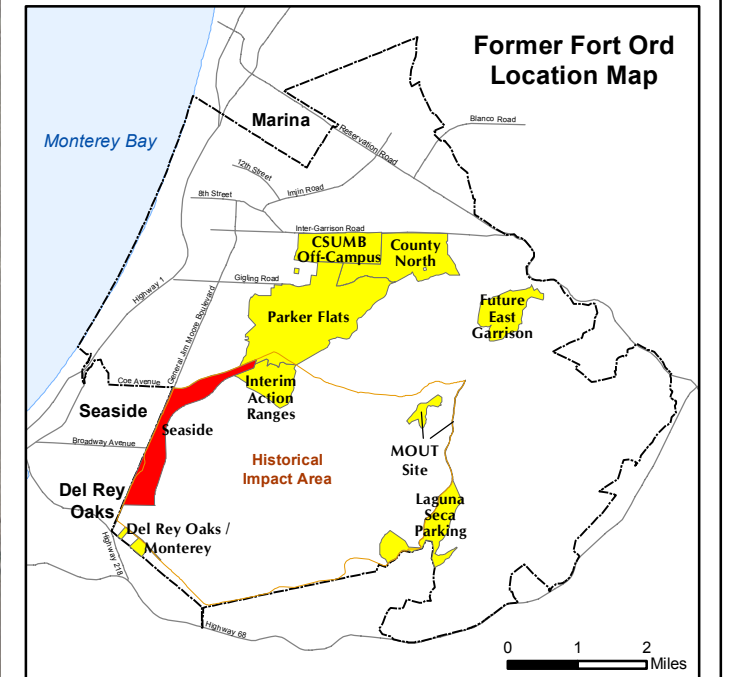 Former Fort Ord
Location Map
Marina
Blanco Road
Monterey Bay
Reservation Road
12th Street
Imjin Road
8th Street
Inter-Garrison Road
CSUMB
Off-Campus
County
North
Gigling Road
Highway 1
General Jim Moore Boulevard
Parker Flats
Future
East
Garrison
Coe Avenue
Interim
Action
Ranges
Seaside
Seaside
Broadway Avenue
MOUT
Site
Historical
Impact Area
Del Rey
Oaks
Laguna
Seca
Parking
Del Rey Oaks /
Monterey
Highway 218
Highway 68
0 1 2
Miles